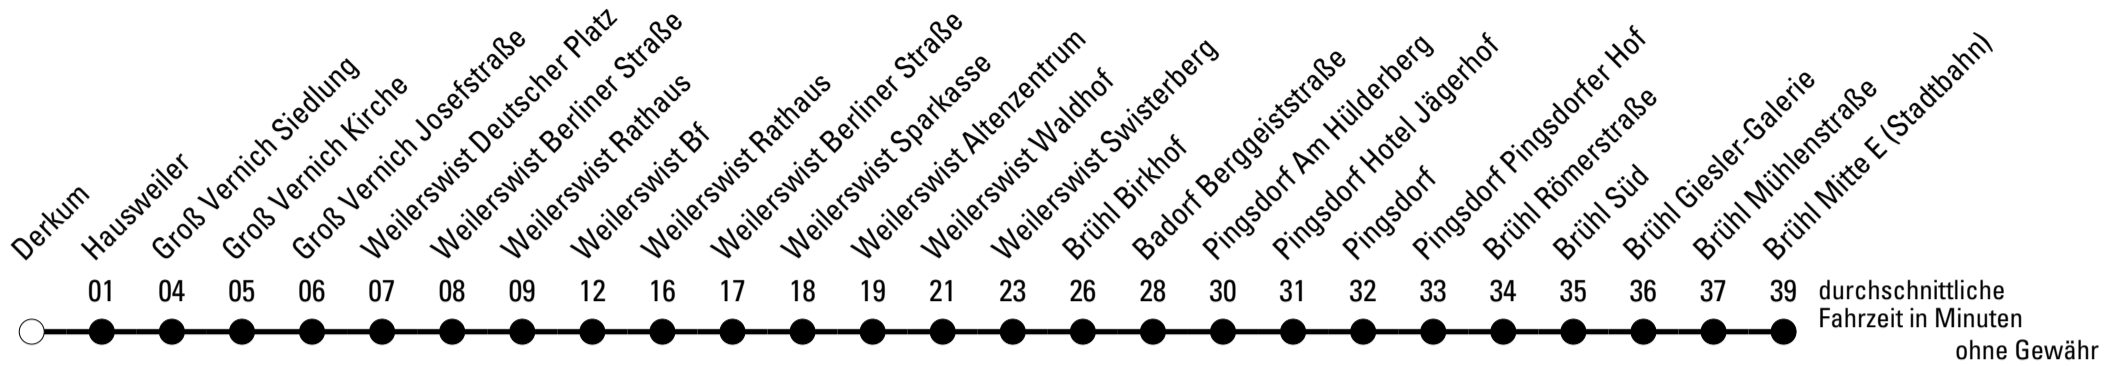 Derkum
Hausweiler
Groß Vernich Siedlung
Groß Vernich Kirche
Groß Vernich Josefstraße
Weilerswist Deutscher Platz
Weilerswist Berliner Straße
Weilerswist Rathaus
Weilerswist Bf
Weilerswist Rathaus
Weilerswist Berliner Straße
Weilerswist Sparkasse
Weilerswist Altenzentrum
Weilerswist Waldhof
Weilerswist Swisterberg
Brühl Birkhof
Badorf Berggeiststraße
Pingsdorf Am Hülderberg
Pingsdorf Hotel Jägerhof
Pingsdorf
Pingsdorf Pingsdorfer Hof
Brühl Römerstraße
Brühl Süd
Brühl Giesler-Galerie
Brühl Mühlenstraße
Brühl Mitte E (Stadtbahn)
01 04 05 06 07 08 09 12 16 17 18 19 21 23 26 28 30 31 32 33 34 35 36 37 39 durchschnittliche
Fahrzeit in Minuten
ohne Gewähr